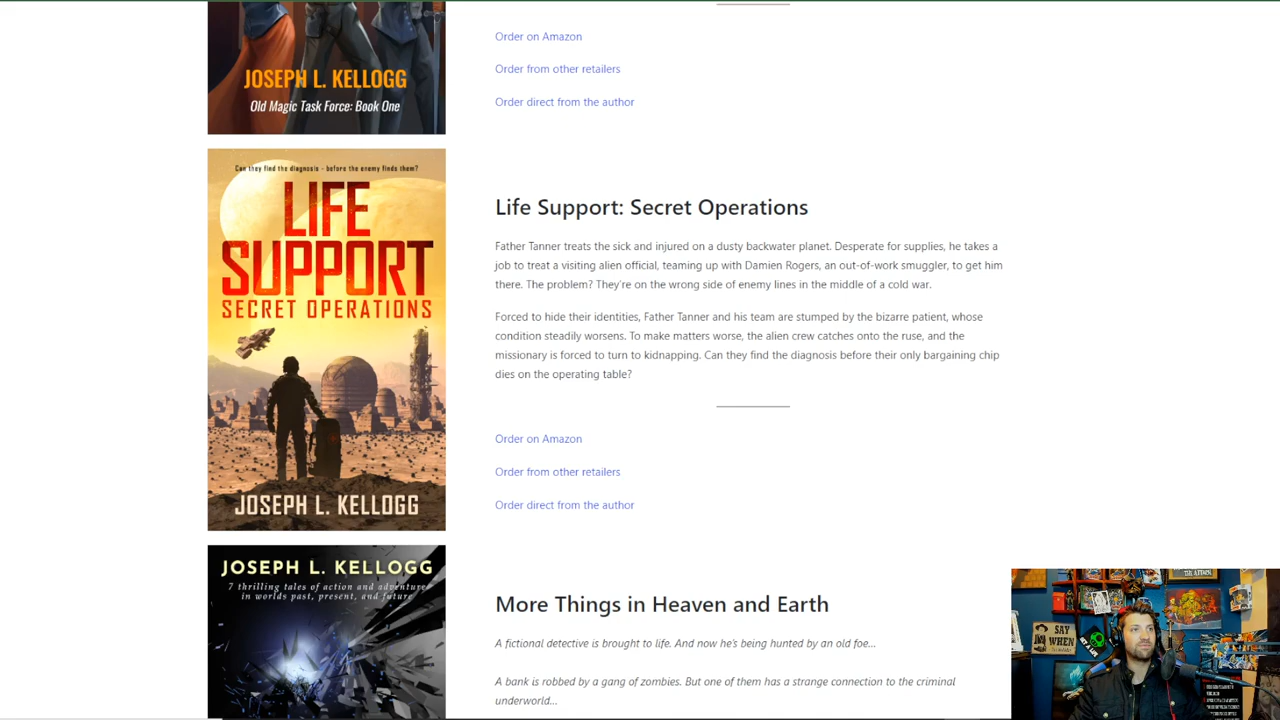 JOSEPH L. KELLOGG
Old Magic Task Force: Book One
Order on Amazon
Order from other retailers
Order direct from the author
Can they find the diagnosis - before the enemy finds them?
LIFE
SUPPORT
SECRET OPERATIONS
JOSEPH L. KELLOGG
Life Support: Secret Operations
Father Tanner treats the sick and injured on a dusty backwater planet. Desperate for supplies, he takes a
job to treat a visiting alien official, teaming up with Damien Rogers, an out-of-work smuggler, to get him
there. The problem? They're on the wrong side of enemy lines in the middle of a cold war.
Forced to hide their identities, Father Tanner and his team are stumped by the bizarre patient, whose
condition steadily worsens. To make matters worse, the alien crew catches onto the ruse, and the
missionary is forced to turn to kidnapping. Can they find the diagnosis before their only bargaining chip
dies on the operating table?
Order on Amazon
Order from other retailers
Order direct from the author
JOSEPH L. KELLOGG
7 thrilling tales of action and adventure
in worlds past, present, and future
More Things in Heaven and Earth
A fictional detective is brought to life. And now he's being hunted by an old foe...
A bank is robbed by a gang of zombies. But one of them has a strange connection to the criminal
underworld...
SAY
WHEN
GET A LIFE